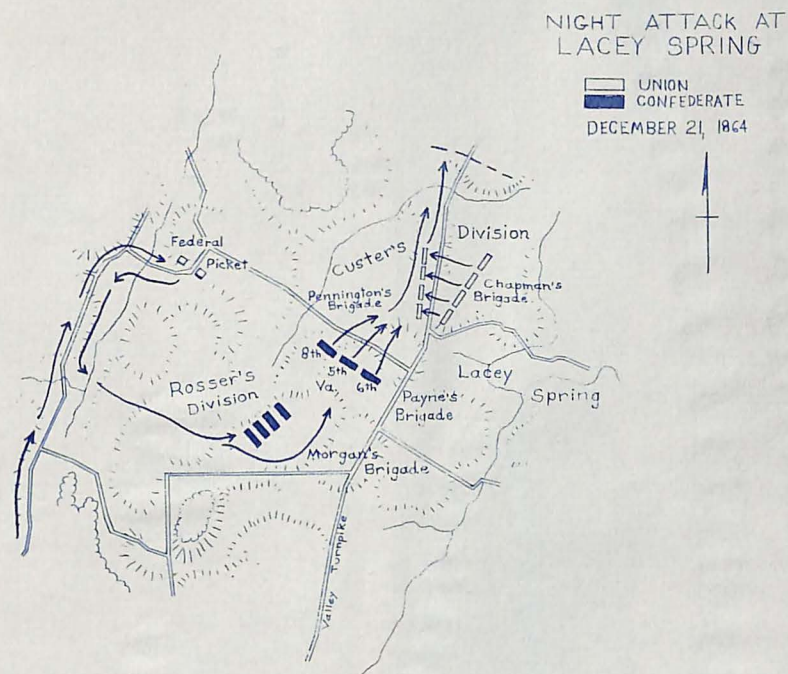 NIGHT ATTACK AT
LACEY SPRING
UNION
CONFEDERATE
DECEMBER 21, 1864
Federal
Picket
Custer's
Division
Pennington's
Brigade
Chapman's
Brigade
8th
5th
6th
Va.
Rosser's
Division
Lacey
Spring
Payne's
Brigade
Morgan's
Brigade
Valley Turnpike